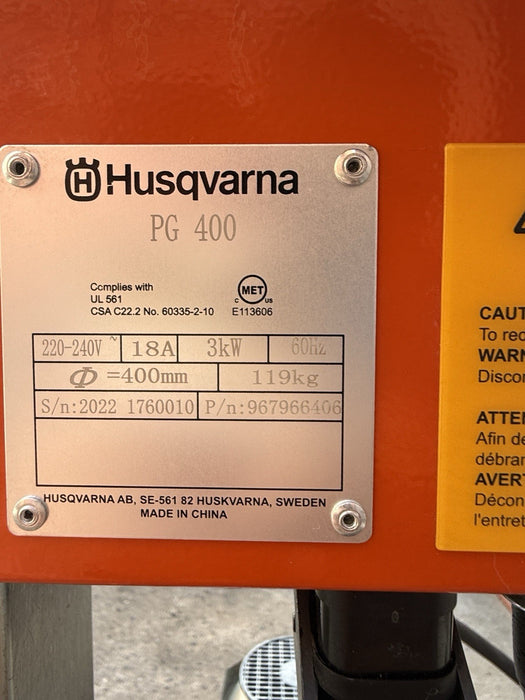 Husqvarna
PG 400
Complies with
UL 561
CSA C22.2 No. 60335-2-10
MET
C US
E113606
220-240V ~ 18A 3kW 60Hz
Φ =400mm 119kg
S/n:2022 1760010 P/n:967966406
HUSQVARNA AB, SE-561 82 HUSKVARNA, SWEDEN
MADE IN CHINA
CAUT
To red
WARN
Discor
ATTEN
Afin de
débran
AVERT
Décon
l'entret